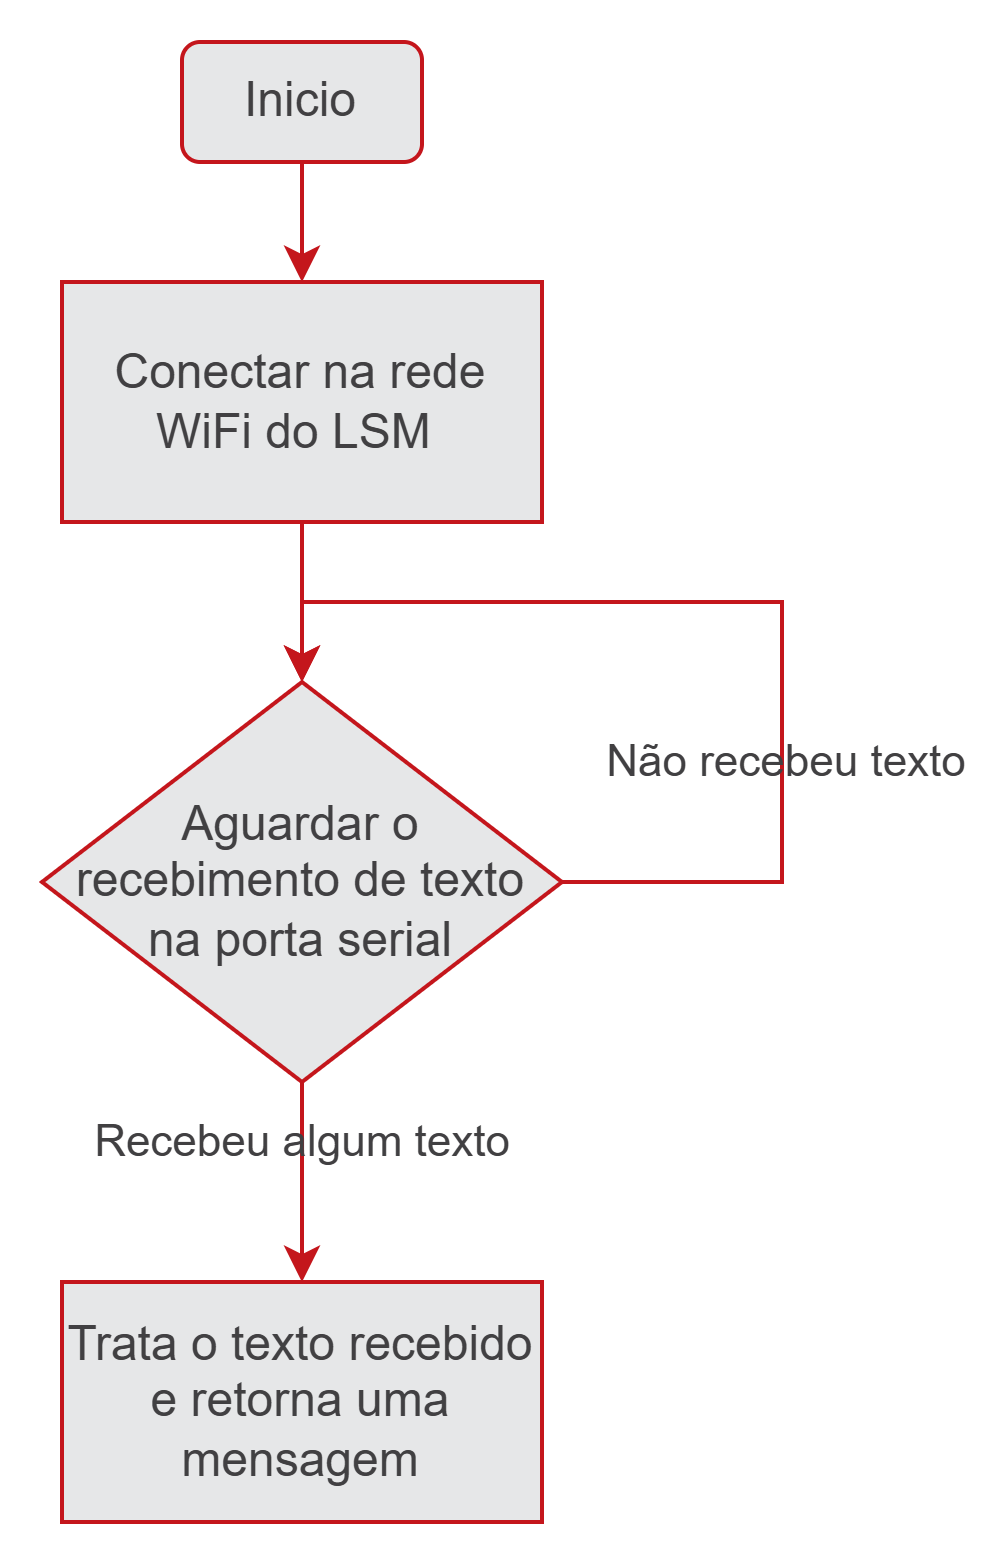 Inicio
Conectar na rede
WiFi do LSM
Não recebeu texto
Aguardar o
recebimento de texto
na porta serial
Recebeu algum texto
Trata o texto recebido
e retorna uma
mensagem